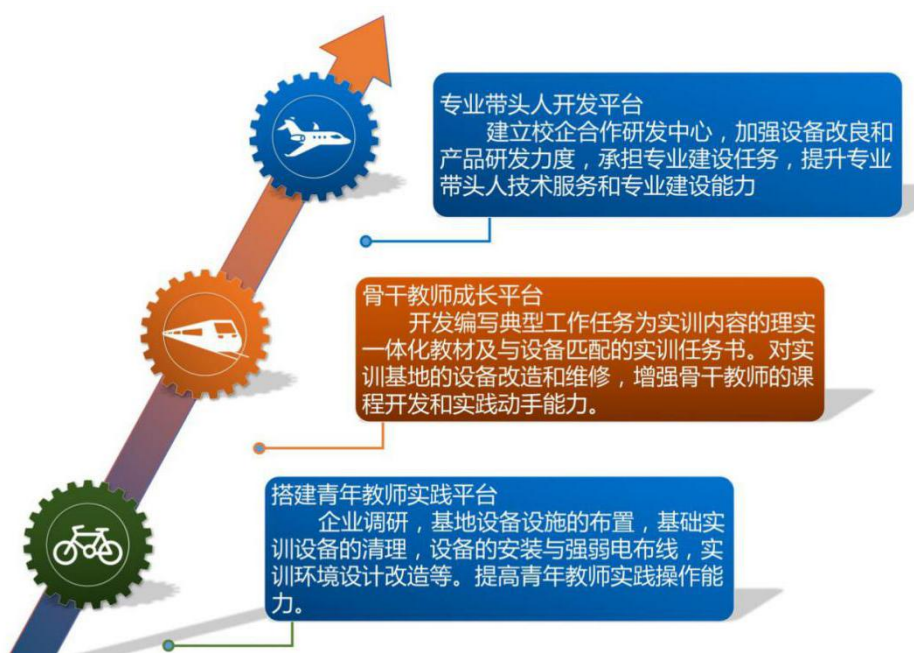 专业带头人开发平台
建立校企合作研发中心，加强设备改良和
产品研发力度，承担专业建设任务，提升专业
带头人技术服务和专业建设能力
骨干教师成长平台
开发编写典型工作任务为实训内容的理实
一体化教材及与设备匹配的实训任务书。对实
训基地的设备改造和维修，增强骨干教师的课
程开发和实践动手能力。
搭建青年教师实践平台
企业调研，基地设备设施的布置，基础实
训设备的清理，设备的安装与强弱电布线，实
训环境设计改造等。提高青年教师实践操作能
力。